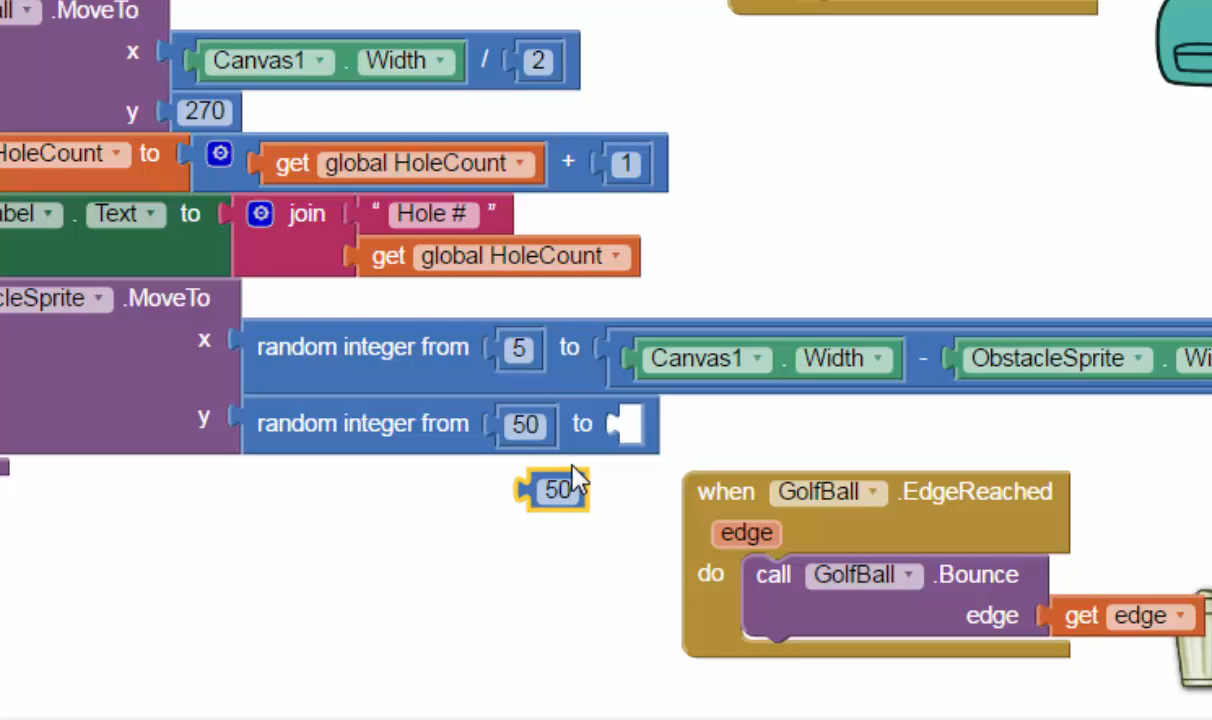 all .MoveTo
x Canvas1 . Width / 2
y 270
HoleCount to get global HoleCount + 1
abel . Text to join " Hole # "
get global HoleCount
cleSprite .MoveTo
x random integer from 5 to Canvas1 . Width - ObstacleSprite . Wi
y random integer from 50 to
50
when GolfBall .EdgeReached
edge
do call GolfBall .Bounce
edge get edge